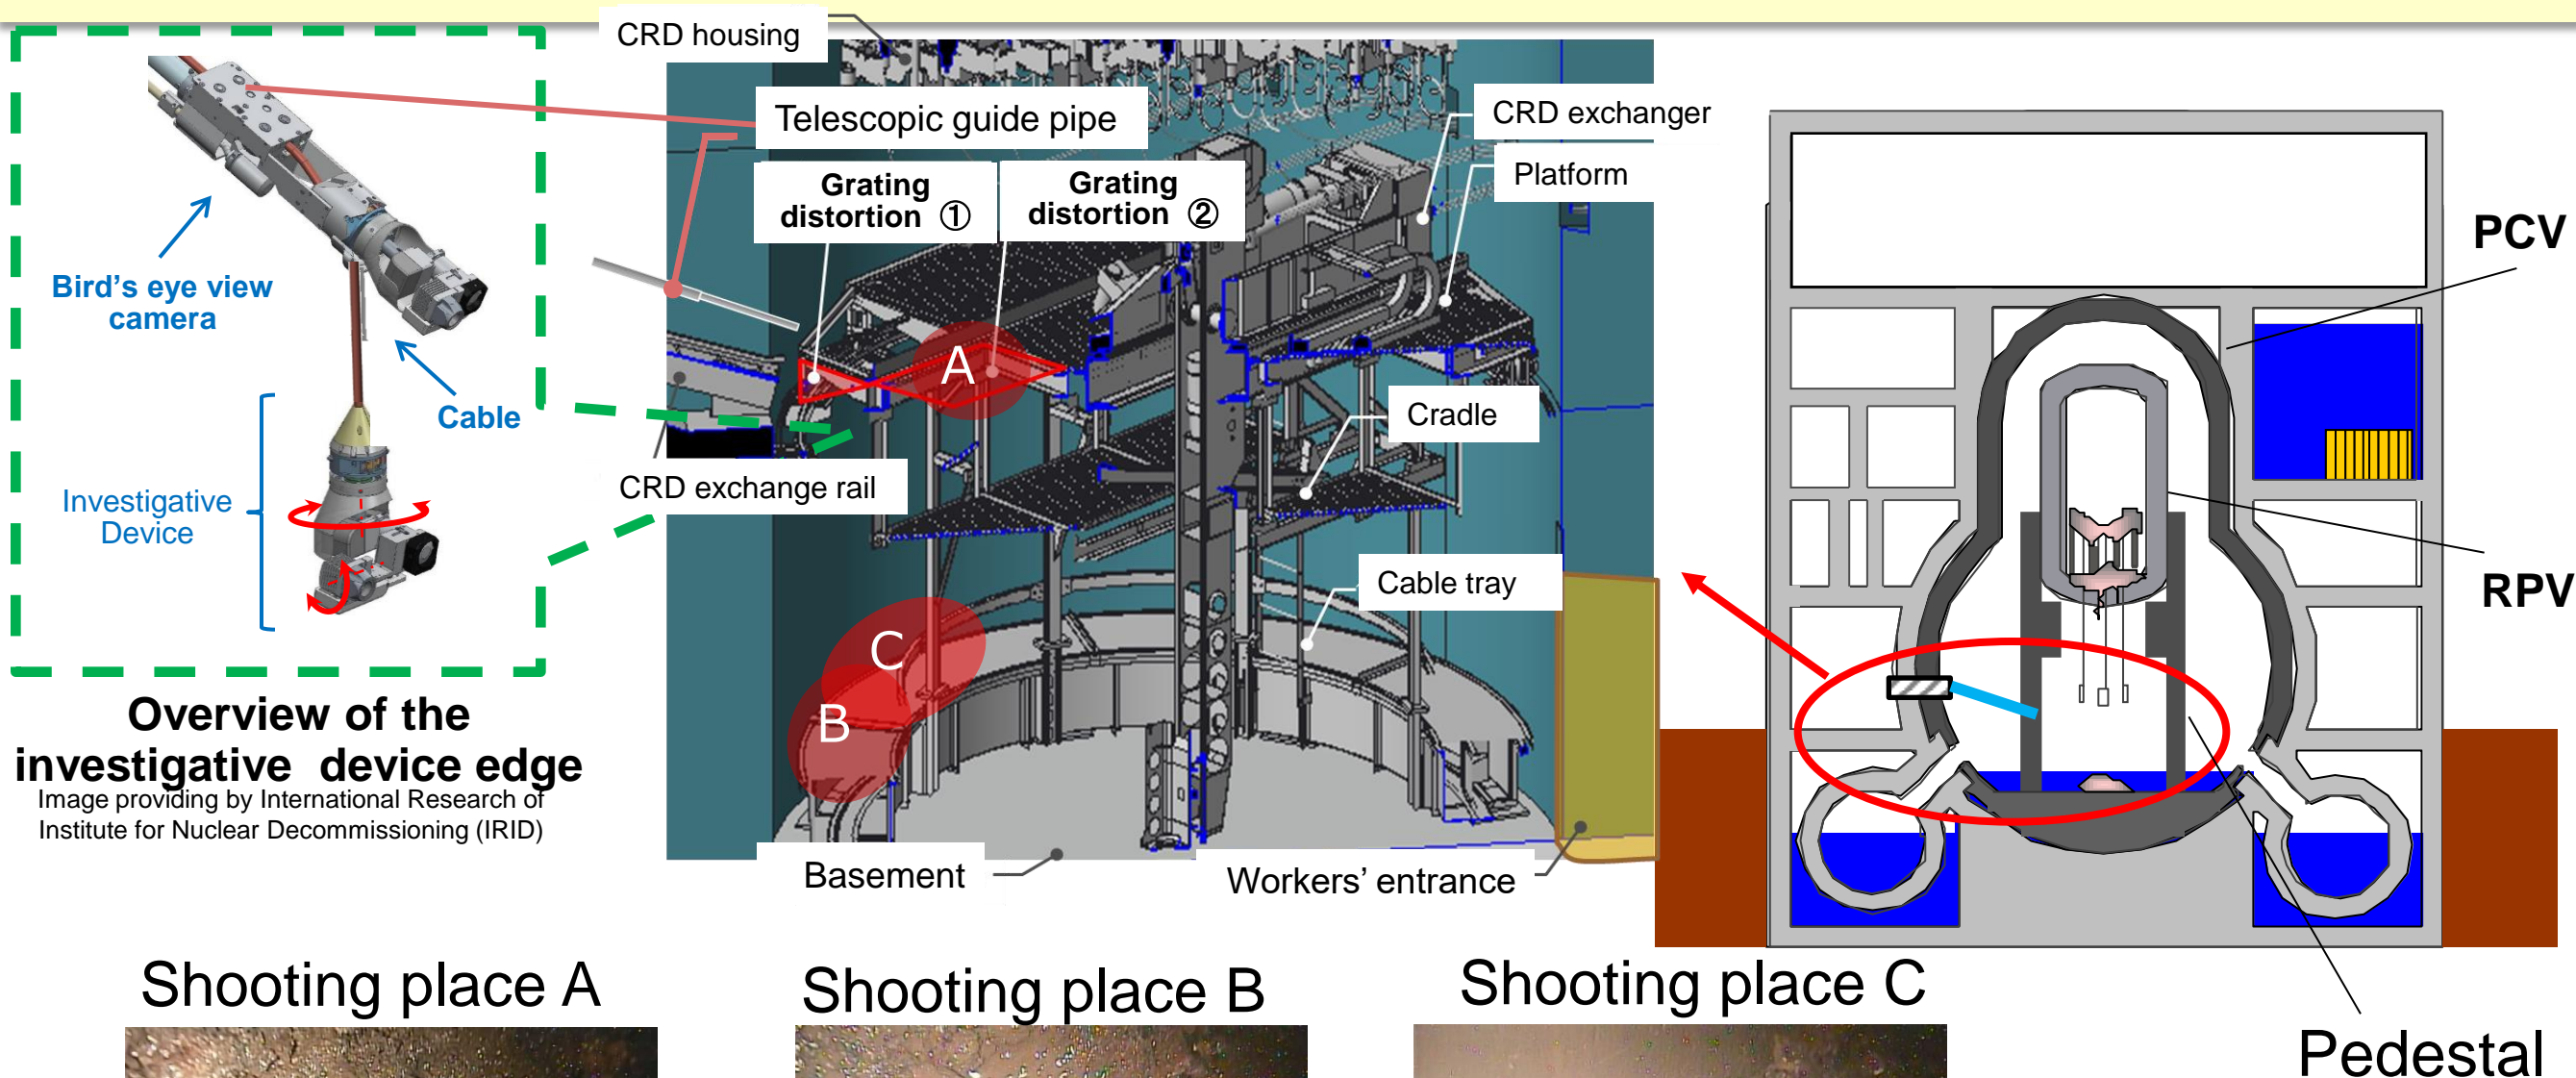 CRD housing
Telescopic guide pipe
CRD exchanger
Platform
Grating
distortion ①
Grating
distortion ②
A
Cradle
CRD exchange rail
Cable tray
C
B
Basement
Workers’ entrance
Bird’s eye view
camera
Cable
Investigative
Device
Overview of the
investigative device edge
Image providing by International Research of
Institute for Nuclear Decommissioning (IRID)
PCV
RPV
Pedestal
Shooting place A
Shooting place B
Shooting place C